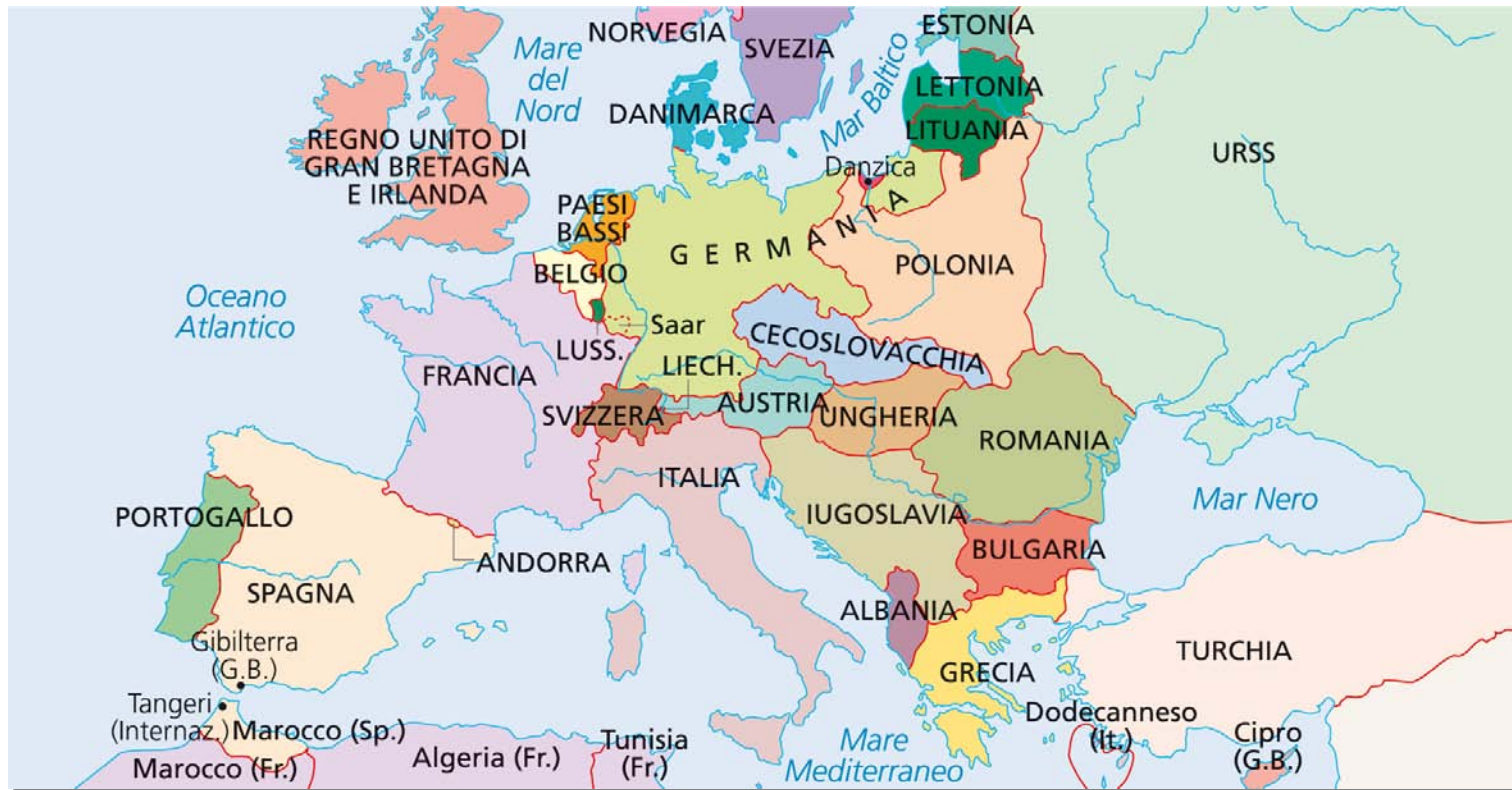 NORVEGIA
SVEZIA
ESTONIA
Mare
del
Nord
LETTONIA
DANIMARCA
Mar Baltico
LITUANIA
REGNO UNITO DI
GRAN BRETAGNA
E IRLANDA
URSS
Danzica
PAESI
BASSI
GERMANIA
BELGIO
POLONIA
Oceano
Atlantico
Saar
LUSS.
CECOSLOVACCHIA
LIECH.
FRANCIA
SVIZZERA
AUSTRIA
UNGHERIA
ROMANIA
ITALIA
Mar Nero
PORTOGALLO
IUGOSLAVIA
BULGARIA
ANDORRA
SPAGNA
ALBANIA
Gibilterra
(G.B.)
TURCHIA
GRECIA
Tangeri
(Internaz.)
Marocco (Sp.)
Dodecanneso
(It.)
Cipro
(G.B.)
Mare
Mediterraneo
Tunisia
(Fr.)
Algeria (Fr.)
Marocco (Fr.)